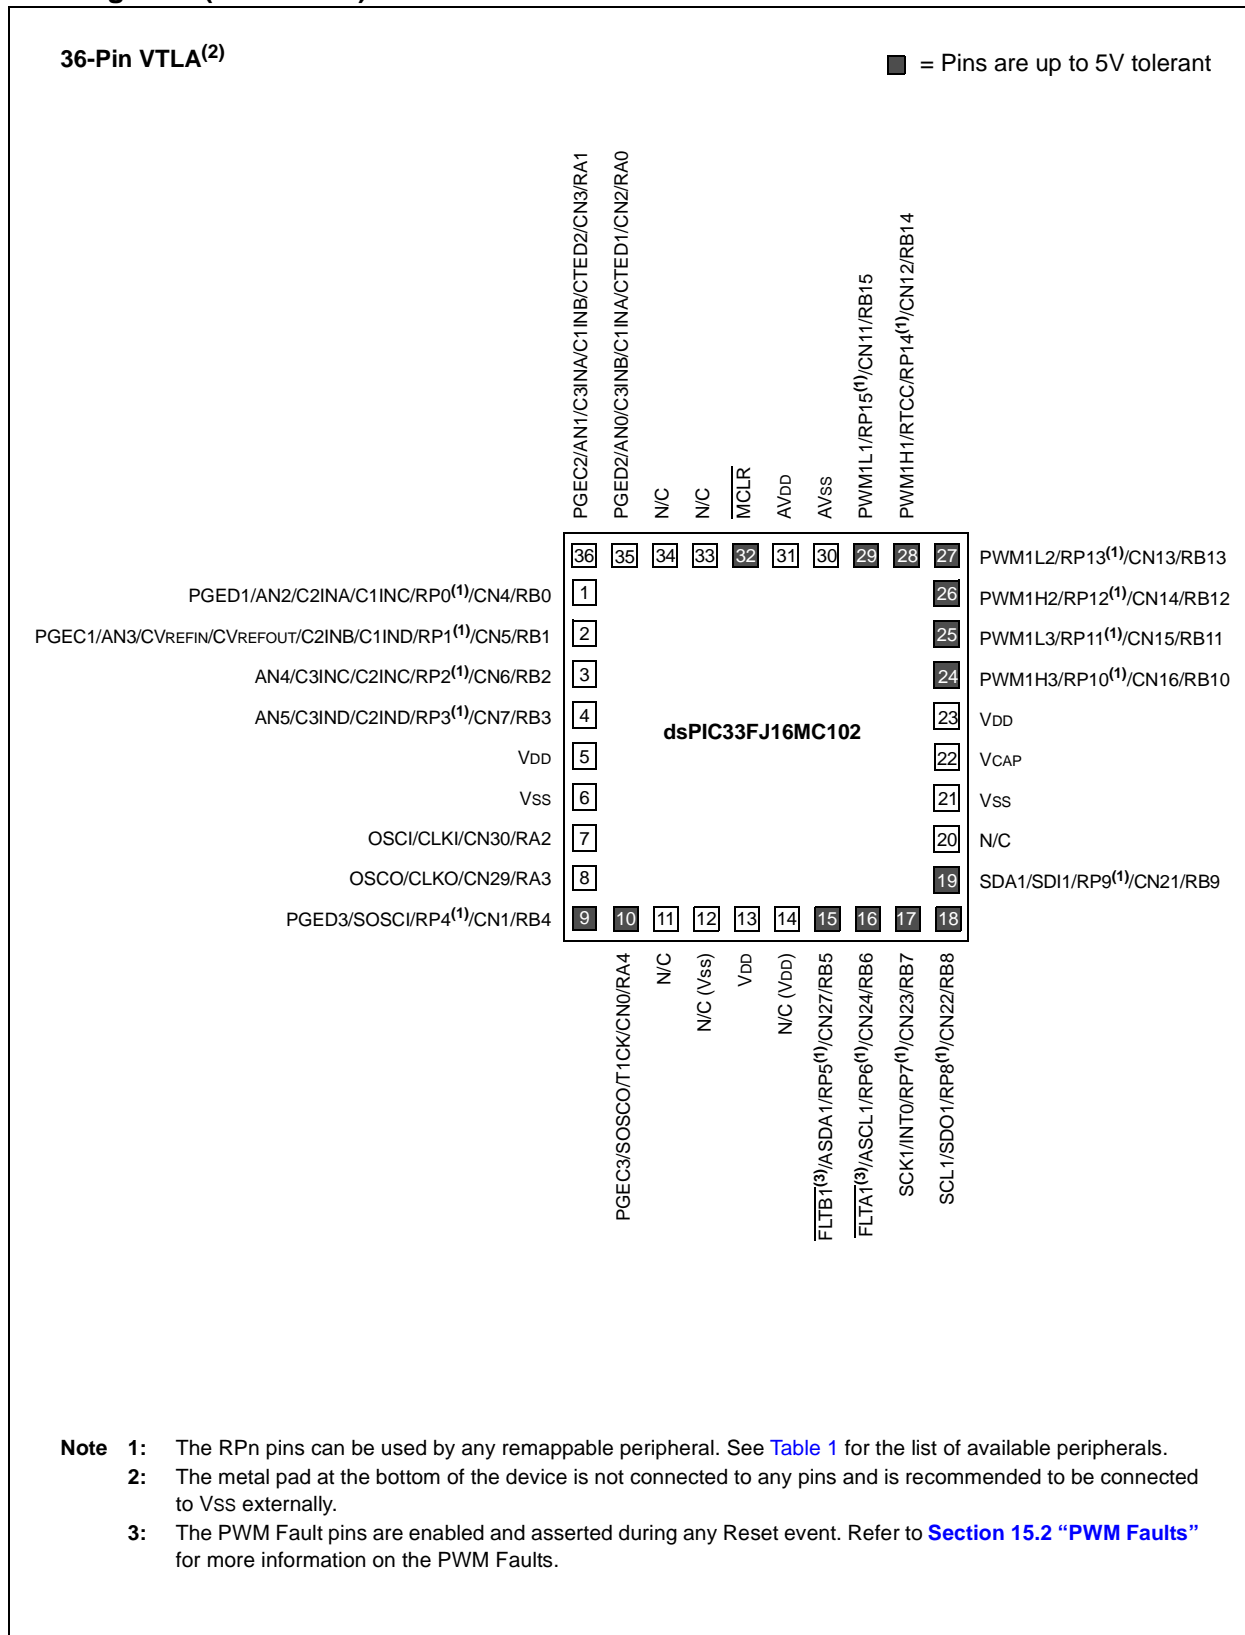 36-Pin VTLA(2)
= Pins are up to 5V tolerant
PGEC2/AN1/C3INA/C1INB/CTED2/CN3/RA1
PGED2/AN0/C3INB/C1INA/CTED1/CN2/RA0
N/C
N/C
MCLR
AVDD
AVSS
PWM1L1/RP15(1)/CN11/RB15
PWM1H1/RTCC/RP14(1)/CN12/RB14
36 35 34 33 32 31 30 29 28 27 PWM1L2/RP13(1)/CN13/RB13
PGED1/AN2/C2INA/C1INC/RP0(1)/CN4/RB0 1 26 PWM1H2/RP12(1)/CN14/RB12
PGEC1/AN3/CVREFIN/CVREFOUT/C2INB/C1IND/RP1(1)/CN5/RB1 2 25 PWM1L3/RP11(1)/CN15/RB11
AN4/C3INC/C2INC/RP2(1)/CN6/RB2 3 24 PWM1H3/RP10(1)/CN16/RB10
AN5/C3IND/C2IND/RP3(1)/CN7/RB3 4 dsPIC33FJ16MC102 23 VDD
VDD 5 22 VCAP
VSS 6 21 VSS
OSCI/CLKI/CN30/RA2 7 20 N/C
OSCO/CLKO/CN29/RA3 8 19 SDA1/SDI1/RP9(1)/CN21/RB9
PGED3/SOSCI/RP4(1)/CN1/RB4 9 10 11 12 13 14 15 16 17 18
PGEC3/SOSCO/T1CK/CN0/RA4
N/C
N/C (Vss)
VDD
N/C (VDD)
FLTB1(3)/ASDA1/RP5(1)/CN27/RB5
FLTA1(3)/ASCL1/RP6(1)/CN24/RB6
SCK1/INT0/RP7(1)/CN23/RB7
SCL1/SDO1/RP8(1)/CN22/RB8
Note 1: The RPn pins can be used by any remappable peripheral. See Table 1 for the list of available peripherals.
2: The metal pad at the bottom of the device is not connected to any pins and is recommended to be connected
to VSS externally.
3: The PWM Fault pins are enabled and asserted during any Reset event. Refer to Section 15.2 “PWM Faults”
for more information on the PWM Faults.